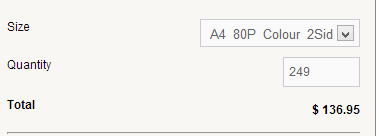 Size
A4 80P Colour 2Sid
Quantity
249
Total
$ 136.95